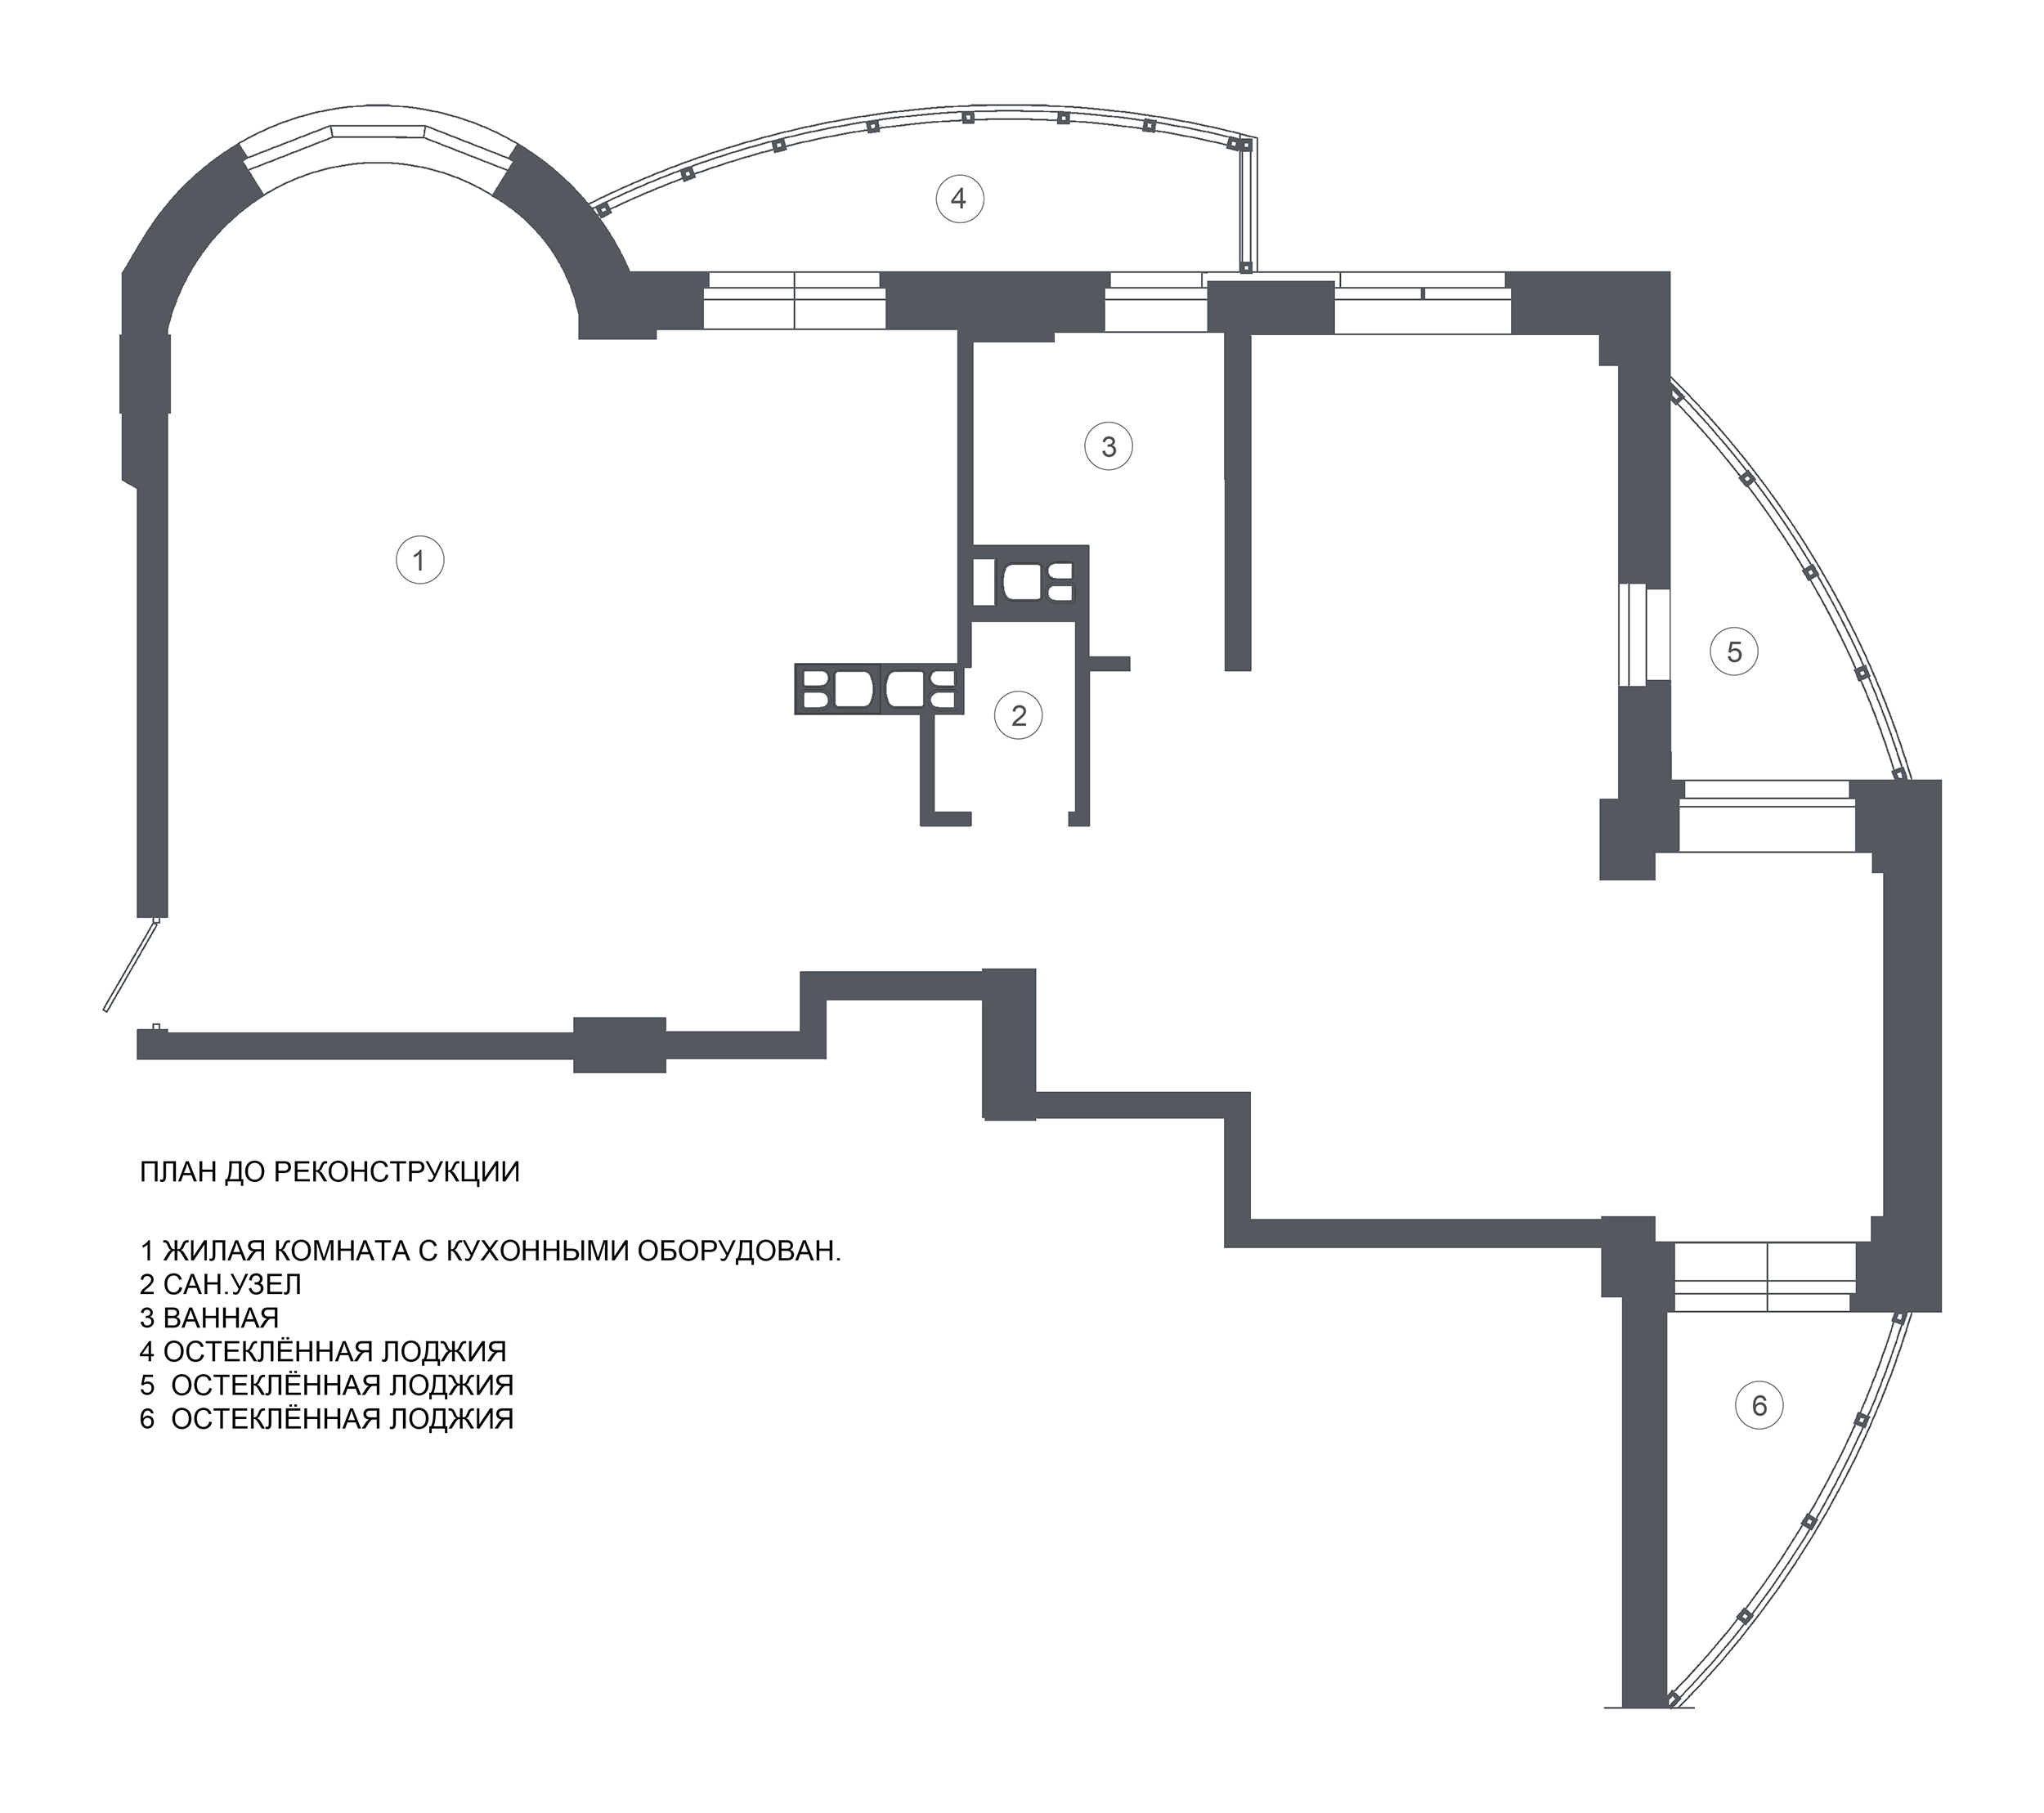 4
3
1
5
2
ПЛАН ДО РЕКОНСТРУКЦИИ
1 ЖИЛАЯ КОМНАТА С КУХОННЫМИ ОБОРУДОВАН.
2 САН.УЗЕЛ
3 ВАННАЯ
4 ОСТЕКЛЁННАЯ ЛОДЖИЯ
5 ОСТЕКЛЁННАЯ ЛОДЖИЯ
6 ОСТЕКЛЁННАЯ ЛОДЖИЯ
6